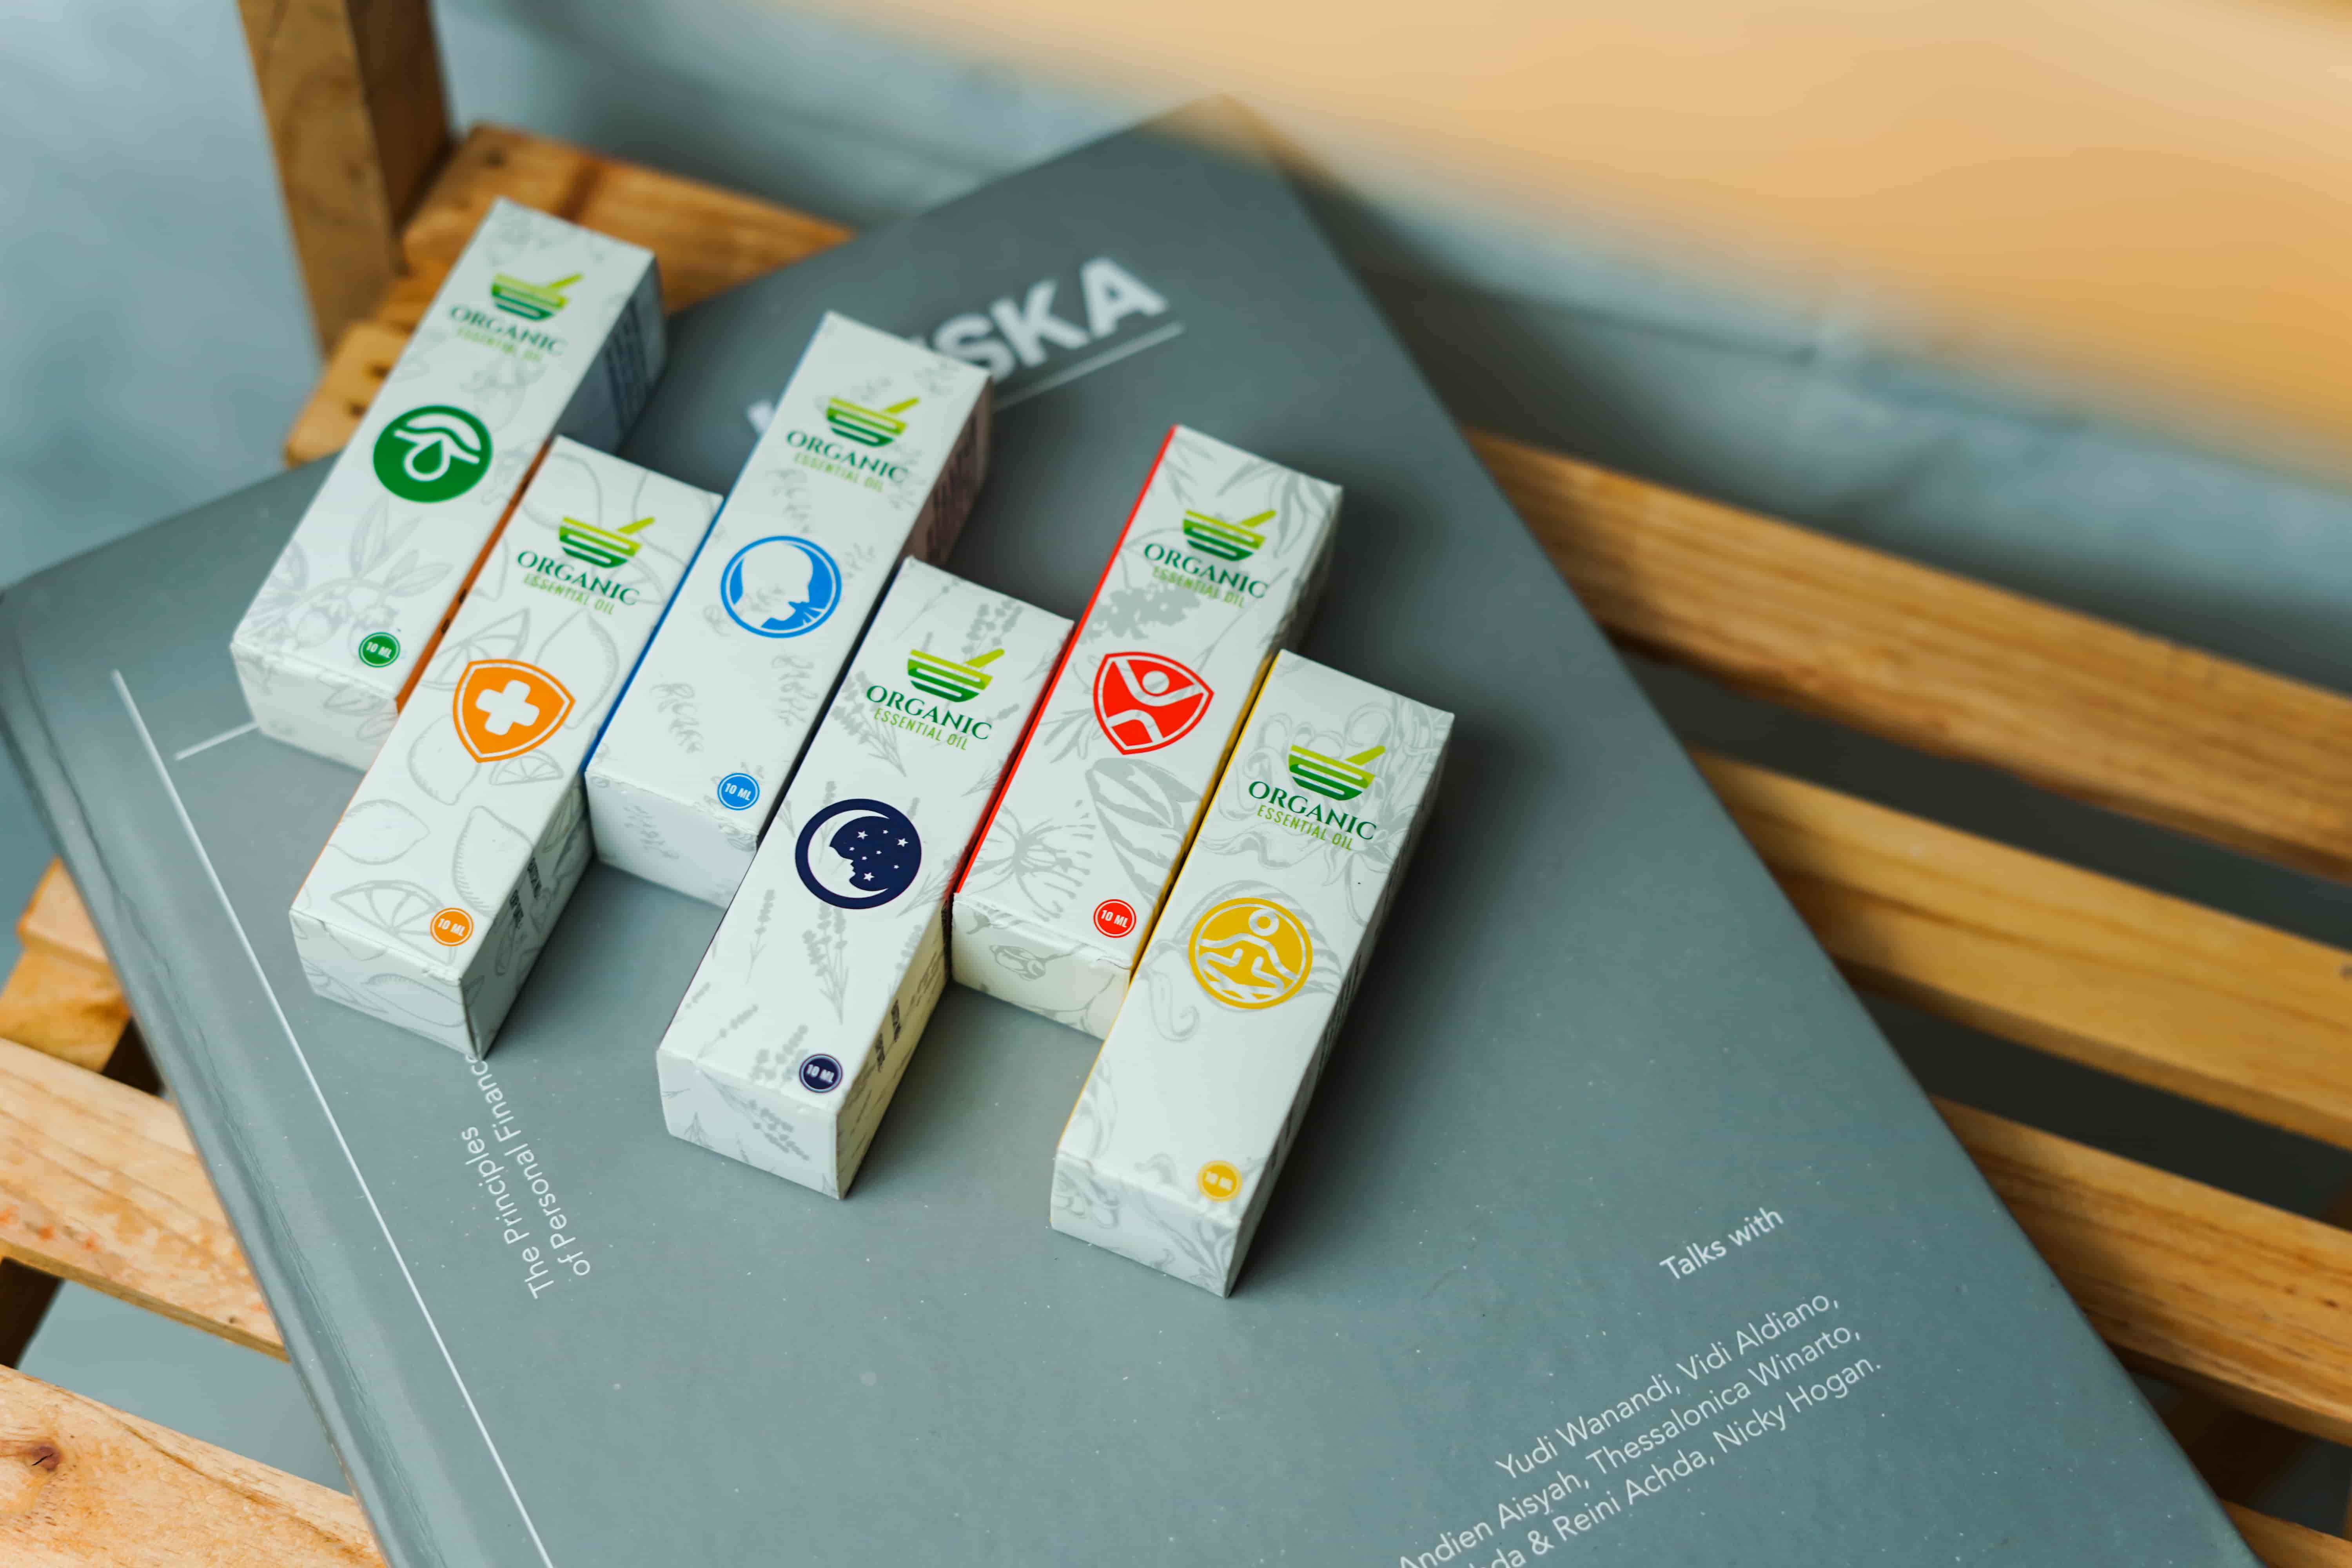 ORGANIC
ESSENTIAL OIL
10 ML
ORGANIC
ESSENTIAL OIL
10 ML
ORGANIC
ESSENTIAL OIL
10 ML
ORGANIC
ESSENTIAL OIL
10 ML
ORGANIC
ESSENTIAL OIL
10 ML
ORGANIC
ESSENTIAL OIL
SKA
The Principles
of Personal Finance
Talks with
Yudi Wanandi, Vidi Aldiano,
Andien Aisyah, Thessalonica Winarto,
& Reini Achda, Nicky Hogan.